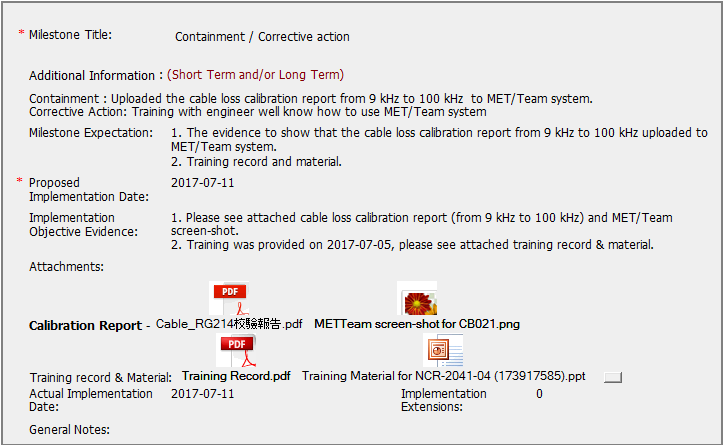 * Milestone Title: Containment / Corrective action
Additional Information : (Short Term and/or Long Term)
Containment : Uploaded the cable loss calibration report from 9 kHz to 100 kHz  to MET/Team system.
Corrective Action: Training with engineer well know how to use MET/Team system
Milestone Expectation: 1. The evidence to show that the cable loss calibration report from 9 kHz to 100 kHz uploaded to
MET/Team system.
2. Training record and material.
* Proposed 2017-07-11
Implementation Date:
Implementation 1. Please see attached cable loss calibration report (from 9 kHz to 100 kHz) and MET/Team
Objective Evidence: screen-shot.
2. Training was provided on 2017-07-05, please see attached training record & material.
Attachments:
PDF
Calibration Report - Cable_RG214校驗報告.pdf METTeam screen-shot for CB021.png
PDF
Training record & Material: Training Record.pdf Training Material for NCR-2041-04 (173917585).ppt
Actual Implementation 2017-07-11 Implementation 0
Date: Extensions:
General Notes: